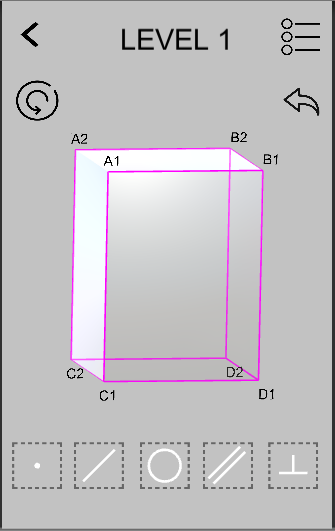 LEVEL 1
A2 B2
A1 B1
C2 D2
C1 D1